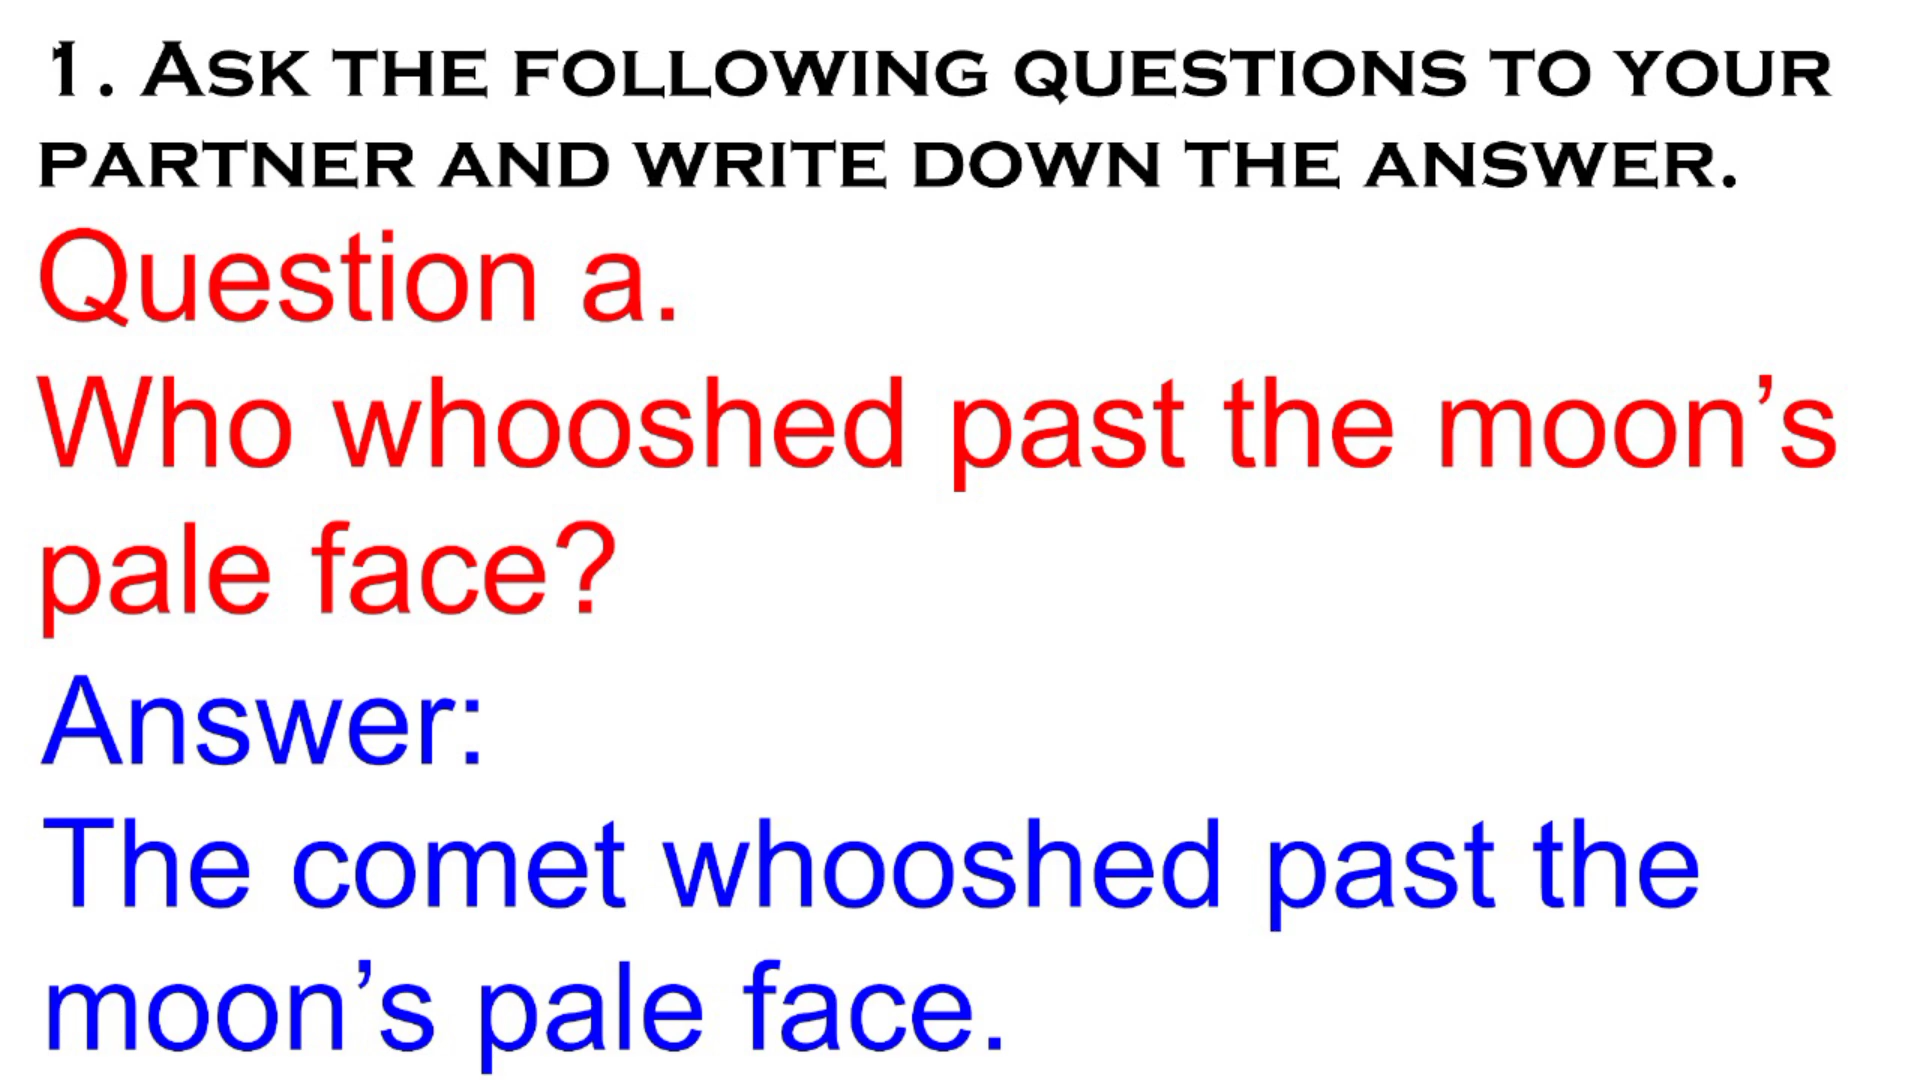 1. ASK THE FOLLOWING QUESTIONS TO YOUR
PARTNER AND WRITE DOWN THE ANSWER.
Question a.
Who whooshed past the moon’s
pale face?
Answer:
The comet whooshed past the
moon’s pale face.